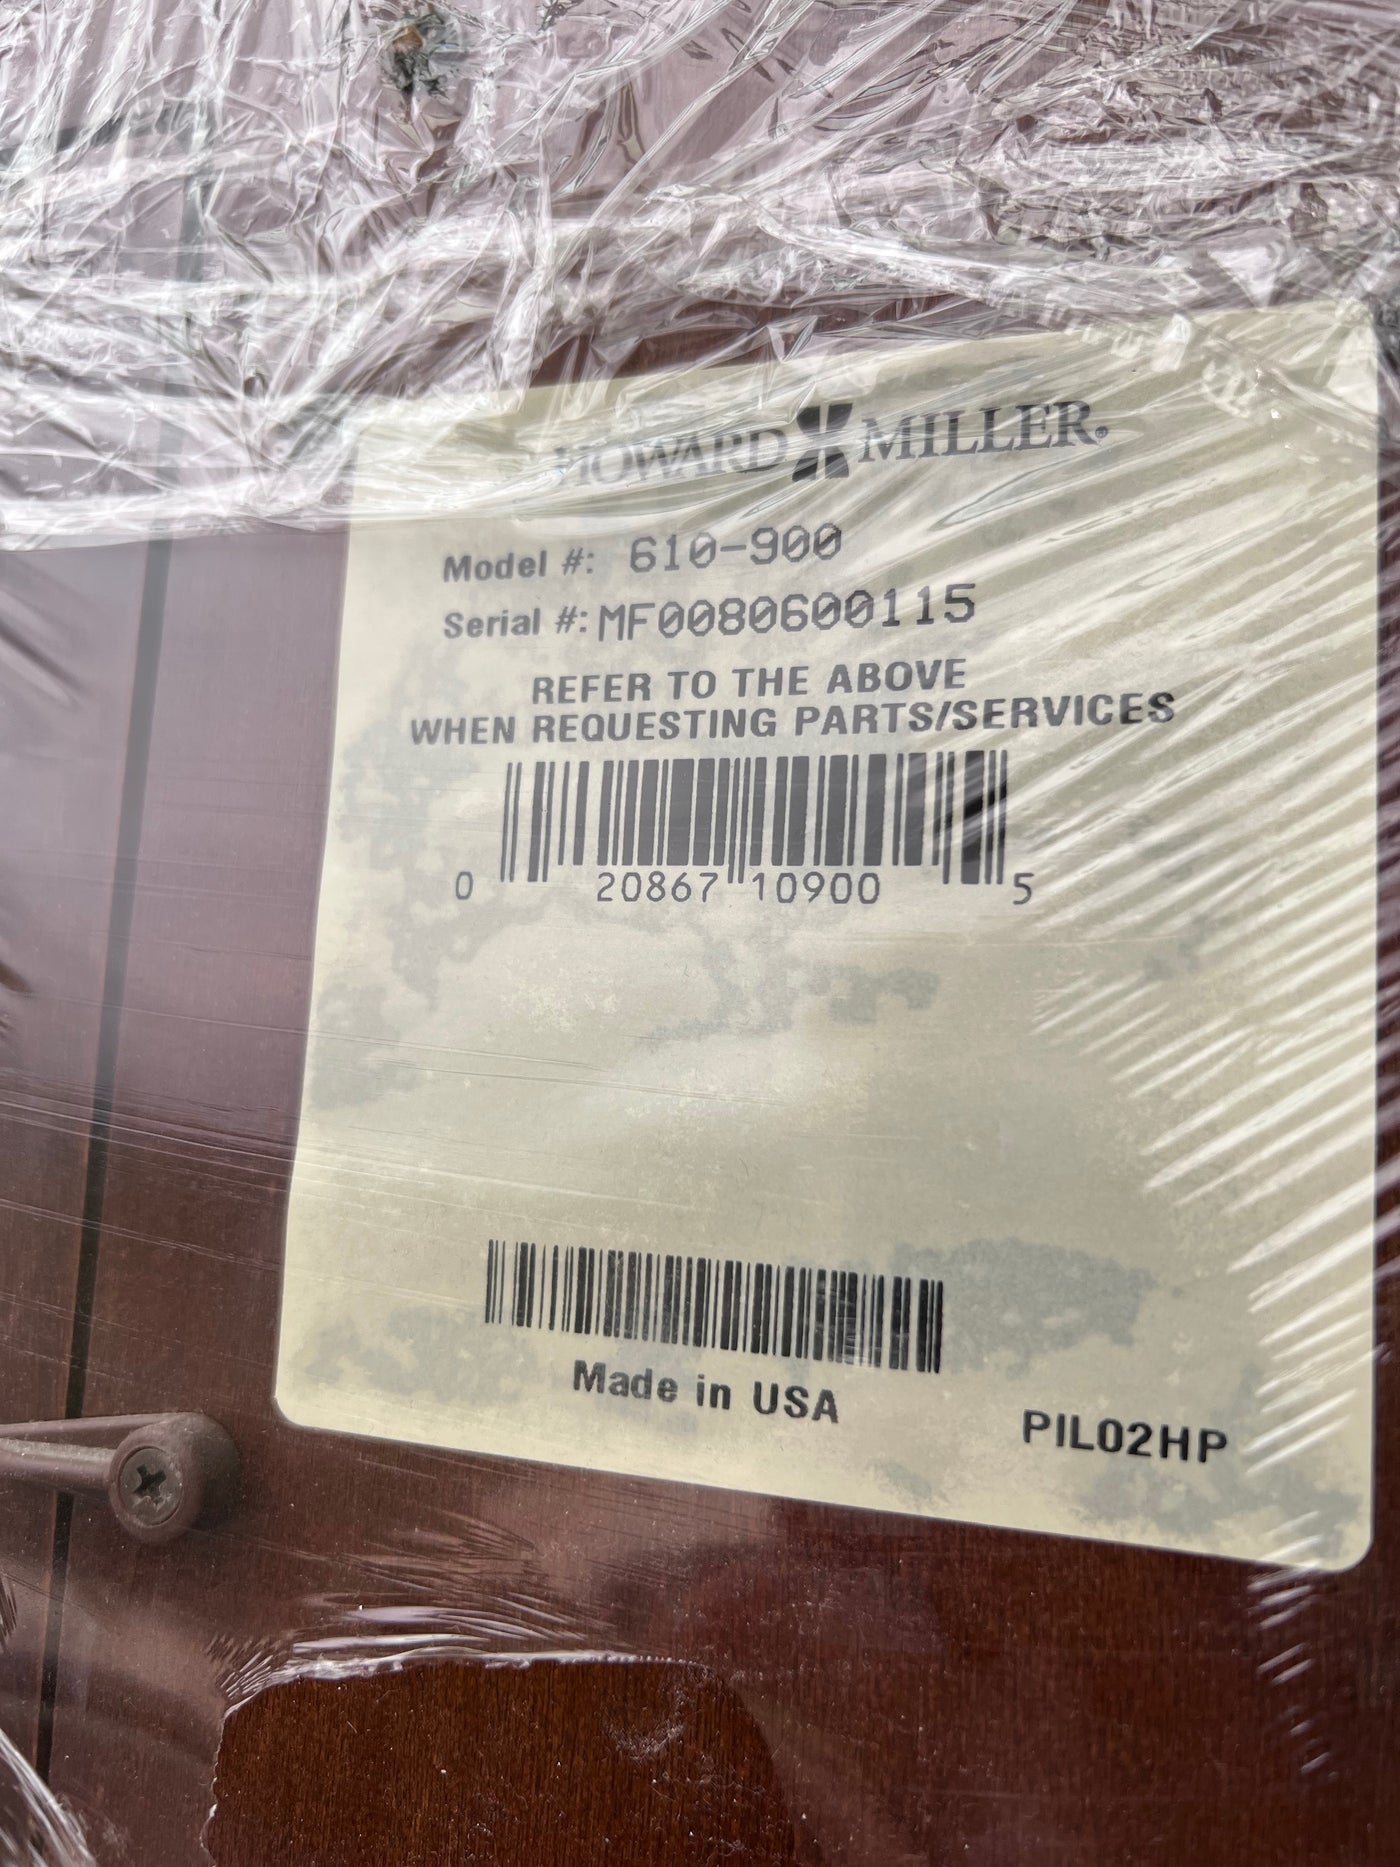 HOWARD MILLER®
Model #: 610-900
Serial #: MF0080600115
REFER TO THE ABOVE
WHEN REQUESTING PARTS/SERVICES
0 20867 10900 5
Made in USA
PIL02HP